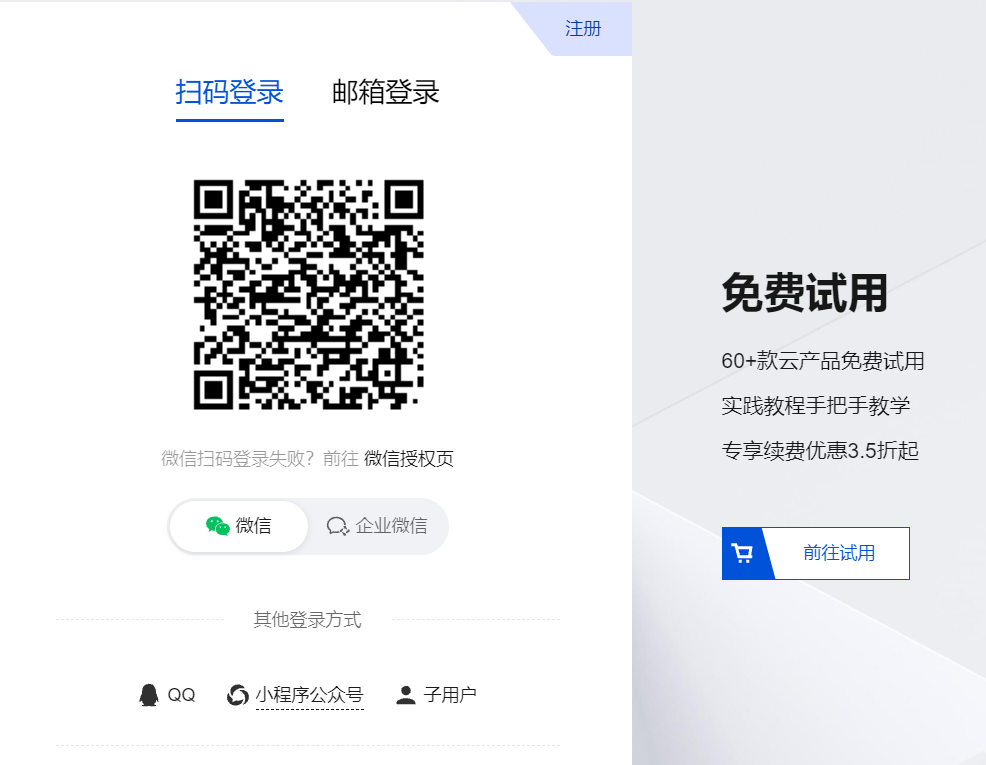 注册
扫码登录 邮箱登录
微信扫码登录失败？前往 微信授权页
微信 企业微信
其他登录方式
QQ 小程序公众号 子用户
免费试用
60+款云产品免费试用
实践教程手把手教学
专享续费优惠3.5折起
前往试用